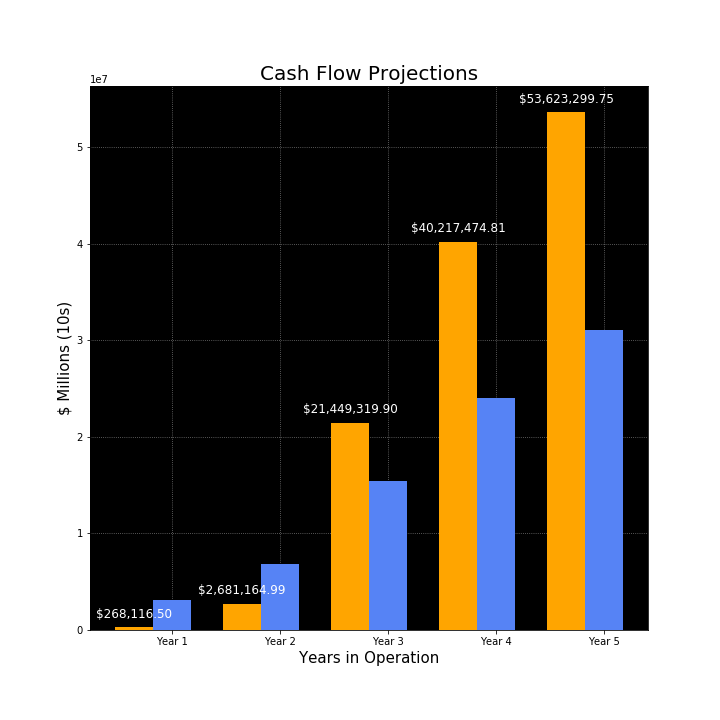 Cash Flow Projections
1e7
$53,623,299.75
5
$40,217,474.81
4
3
$ Millions (10s)
$21,449,319.90
2
1
$2,681,164.99
$268,116.50
0
Year 1 Year 2 Year 3 Year 4 Year 5
Years in Operation